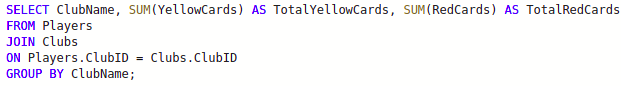 SELECT ClubName, SUM(YellowCards) AS TotalYellowCards, SUM(RedCards) AS TotalRedCards
FROM Players
JOIN Clubs
ON Players.ClubID = Clubs.ClubID
GROUP BY ClubName;